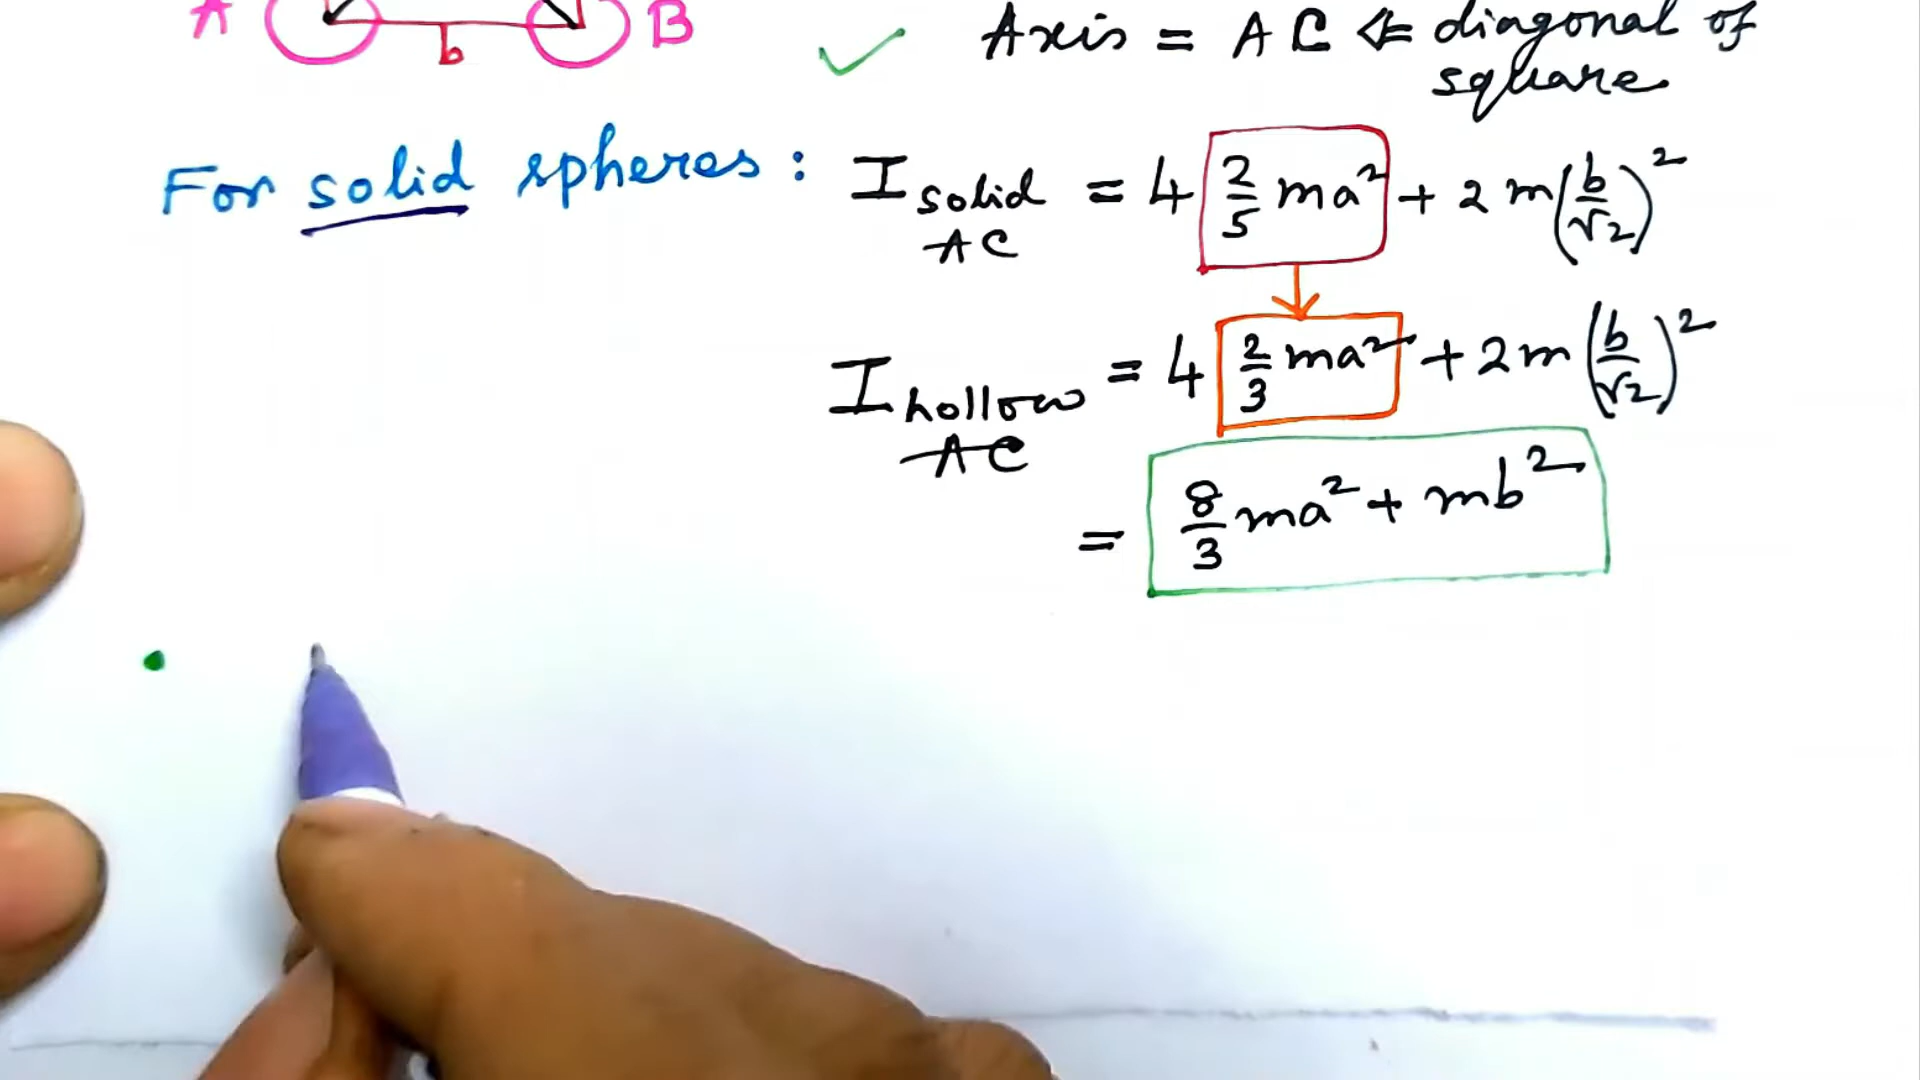 A b B
Axis = AC ⇐ diagonal of
square
For solid spheres : I solid AC = 4 2/5 ma² + 2 m(b/√2)²
I hollow AC = 4 2/3 ma² + 2m(b/√2)²
= 8/3 ma² + mb²